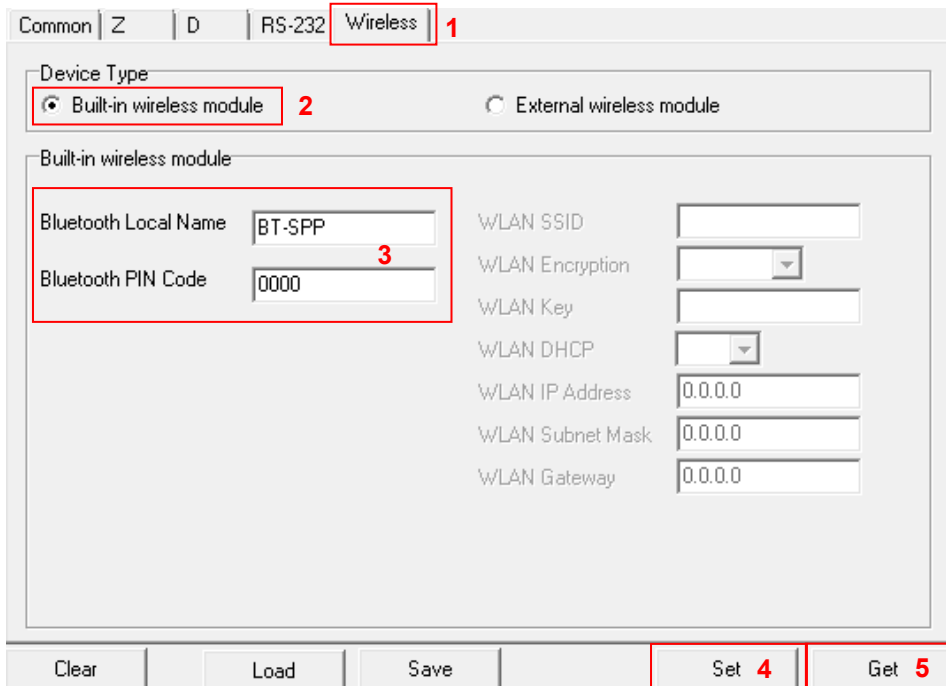 Common Z D RS-232 Wireless 1
Device Type
Built-in wireless module 2 External wireless module
Built-in wireless module
Bluetooth Local Name BT-SPP 3
Bluetooth PIN Code 0000
WLAN SSID
WLAN Encryption
WLAN Key
WLAN DHCP
WLAN IP Address 0.0.0.0
WLAN Subnet Mask 0.0.0.0
WLAN Gateway 0.0.0.0
Clear Load Save Set 4 Get 5